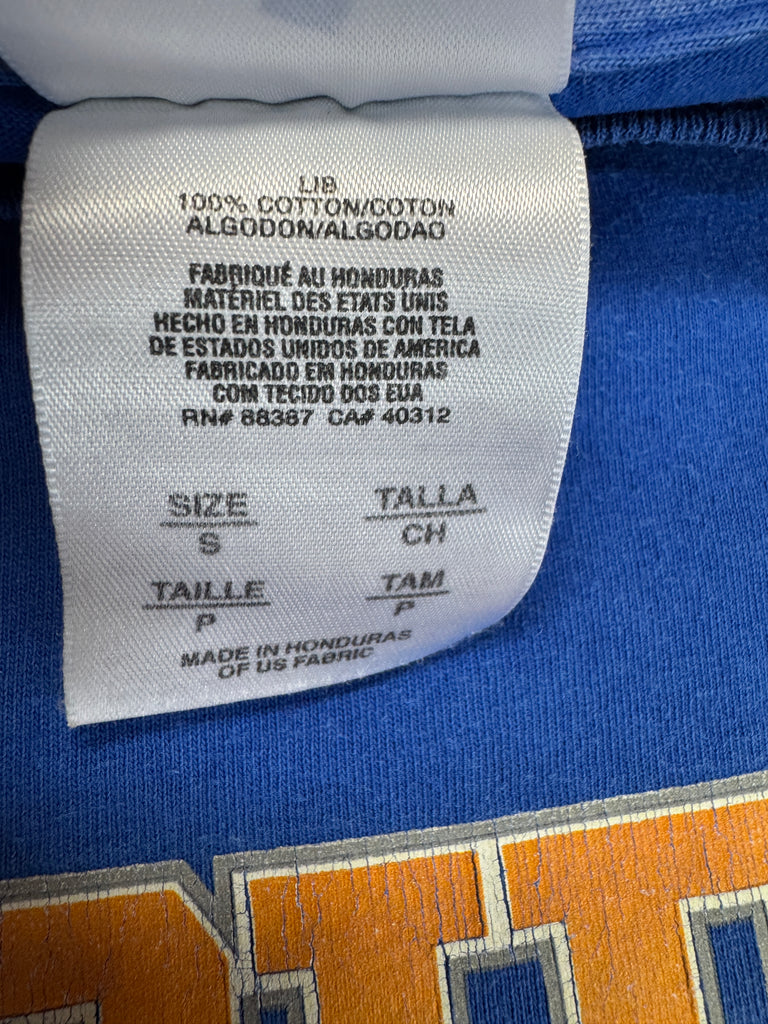 LIB
100% COTTON/COTON
ALGODON/ALGODAO
FABRIQUÉ AU HONDURAS
MATÉRIEL DES ETATS UNIS
HECHO EN HONDURAS CON TELA
DE ESTADOS UNIDOS DE AMERICA
FABRICADO EM HONDURAS
COM TECIDO DOS EUA
RN# 88387 CA# 40312
SIZE TALLA
S CH
TAILLE TAM
P P
MADE IN HONDURAS
OF US FABRIC